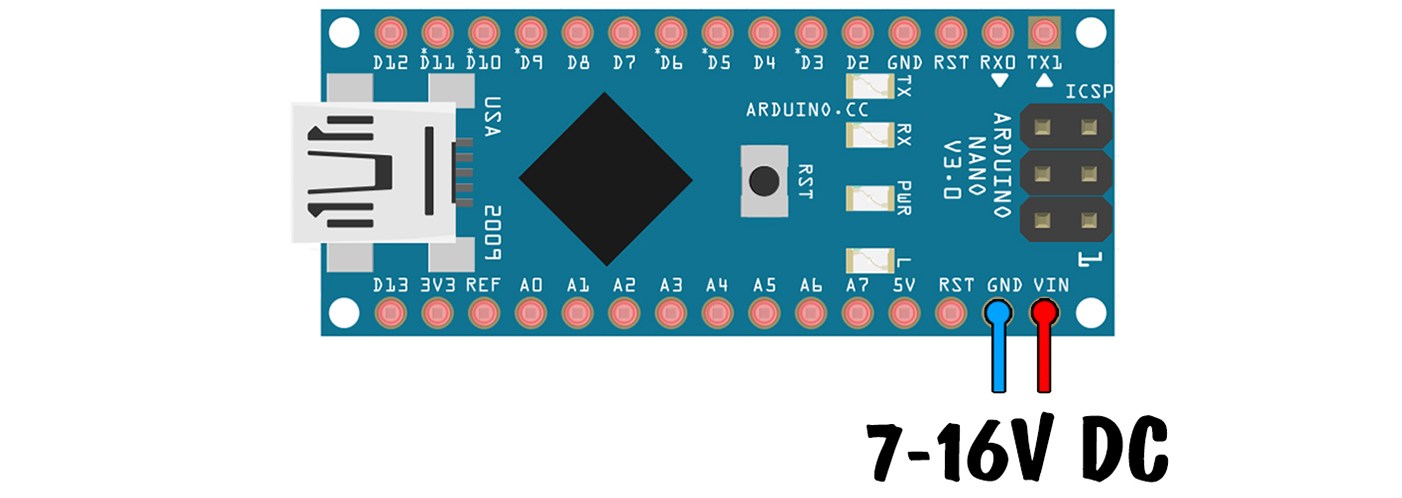 D12 *D11 *D10 *D9 D8 D7 *D6 *D5 D4 *D3 D2 GND RST RX0 TX1
ICSP
ARDUINO.CC
TX
RX
PWR
L
RST
ARDUINO
NANO
V3.0
USA
2009
1
D13 3V3 REF A0 A1 A2 A3 A4 A5 A6 A7 5V RST GND VIN
7-16V DC